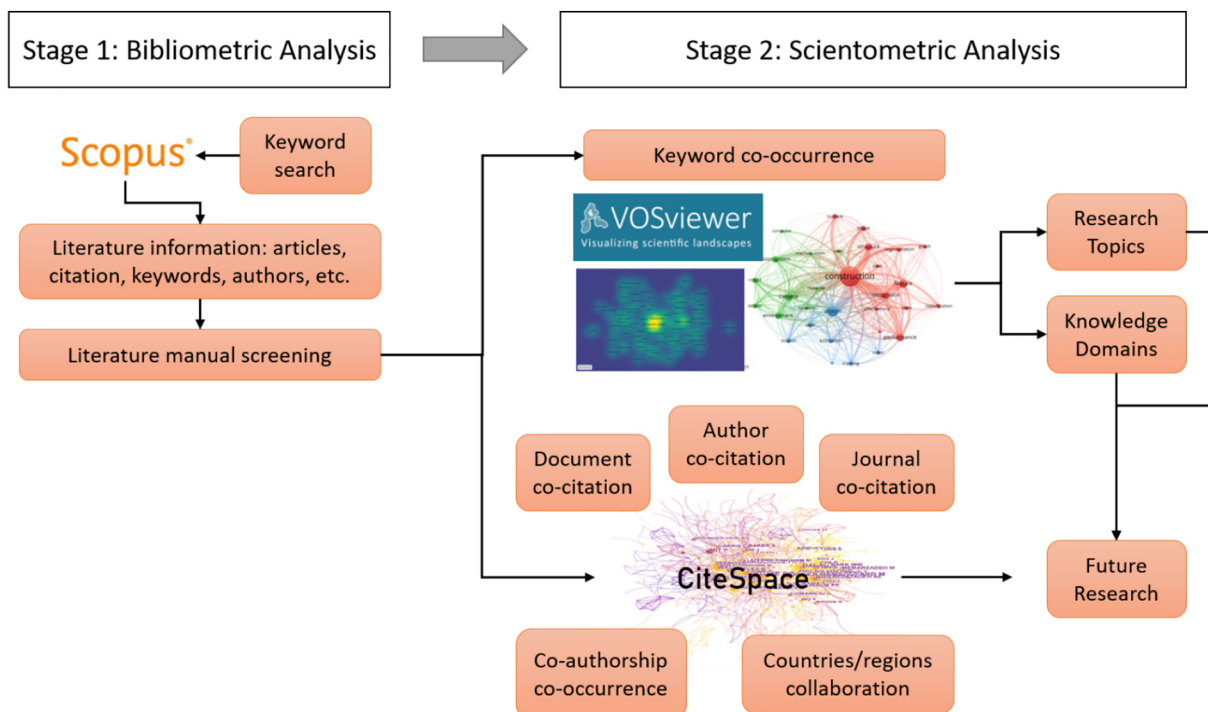 Stage 1: Bibliometric Analysis
Stage 2: Scientometric Analysis
Scopus®
Keyword
search
Literature information: articles,
citation, keywords, authors, etc.
Literature manual screening
Keyword co-occurrence
VOSviewer
Visualizing scientific landscapes
construction
Research
Topics
Knowledge
Domains
Document
co-citation
Author
co-citation
Journal
co-citation
CiteSpace
Future
Research
Co-authorship
co-occurrence
Countries/regions
collaboration